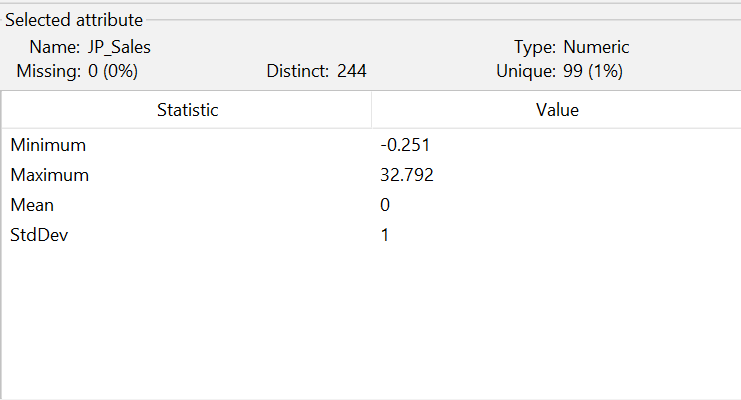 Selected attribute
Name: JP_Sales Type: Numeric
Missing: 0 (0%) Distinct: 244 Unique: 99 (1%)
Statistic Value
Minimum -0.251
Maximum 32.792
Mean 0
StdDev 1